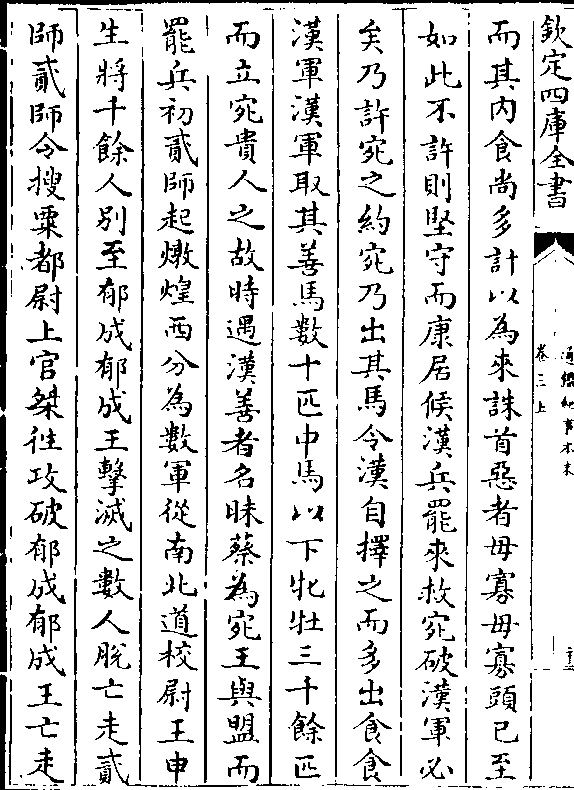 欽定四庫全書
通鑑紀事本末
卷三上
而其内食尚多計以為來誅首惡者毋寡毋寡頭已至
如此不許則堅守而康居候漢兵罷來救宛破漢軍必
矣乃許宛之約宛乃出其馬令漢自擇之而多出食食
漢軍漢軍取其善馬數十匹中馬以下牝牡三千餘匹
而立宛貴人之故時遇漢善者名昧蔡為宛王與盟而
罷兵初貳師起燉煌西分為數軍從南北道校尉王申
生將千餘人别至郁成郁成王擊滅之數人脱亡走貳
師貳師令搜粟都尉上官桀徃攻破郁成郁成王亡走